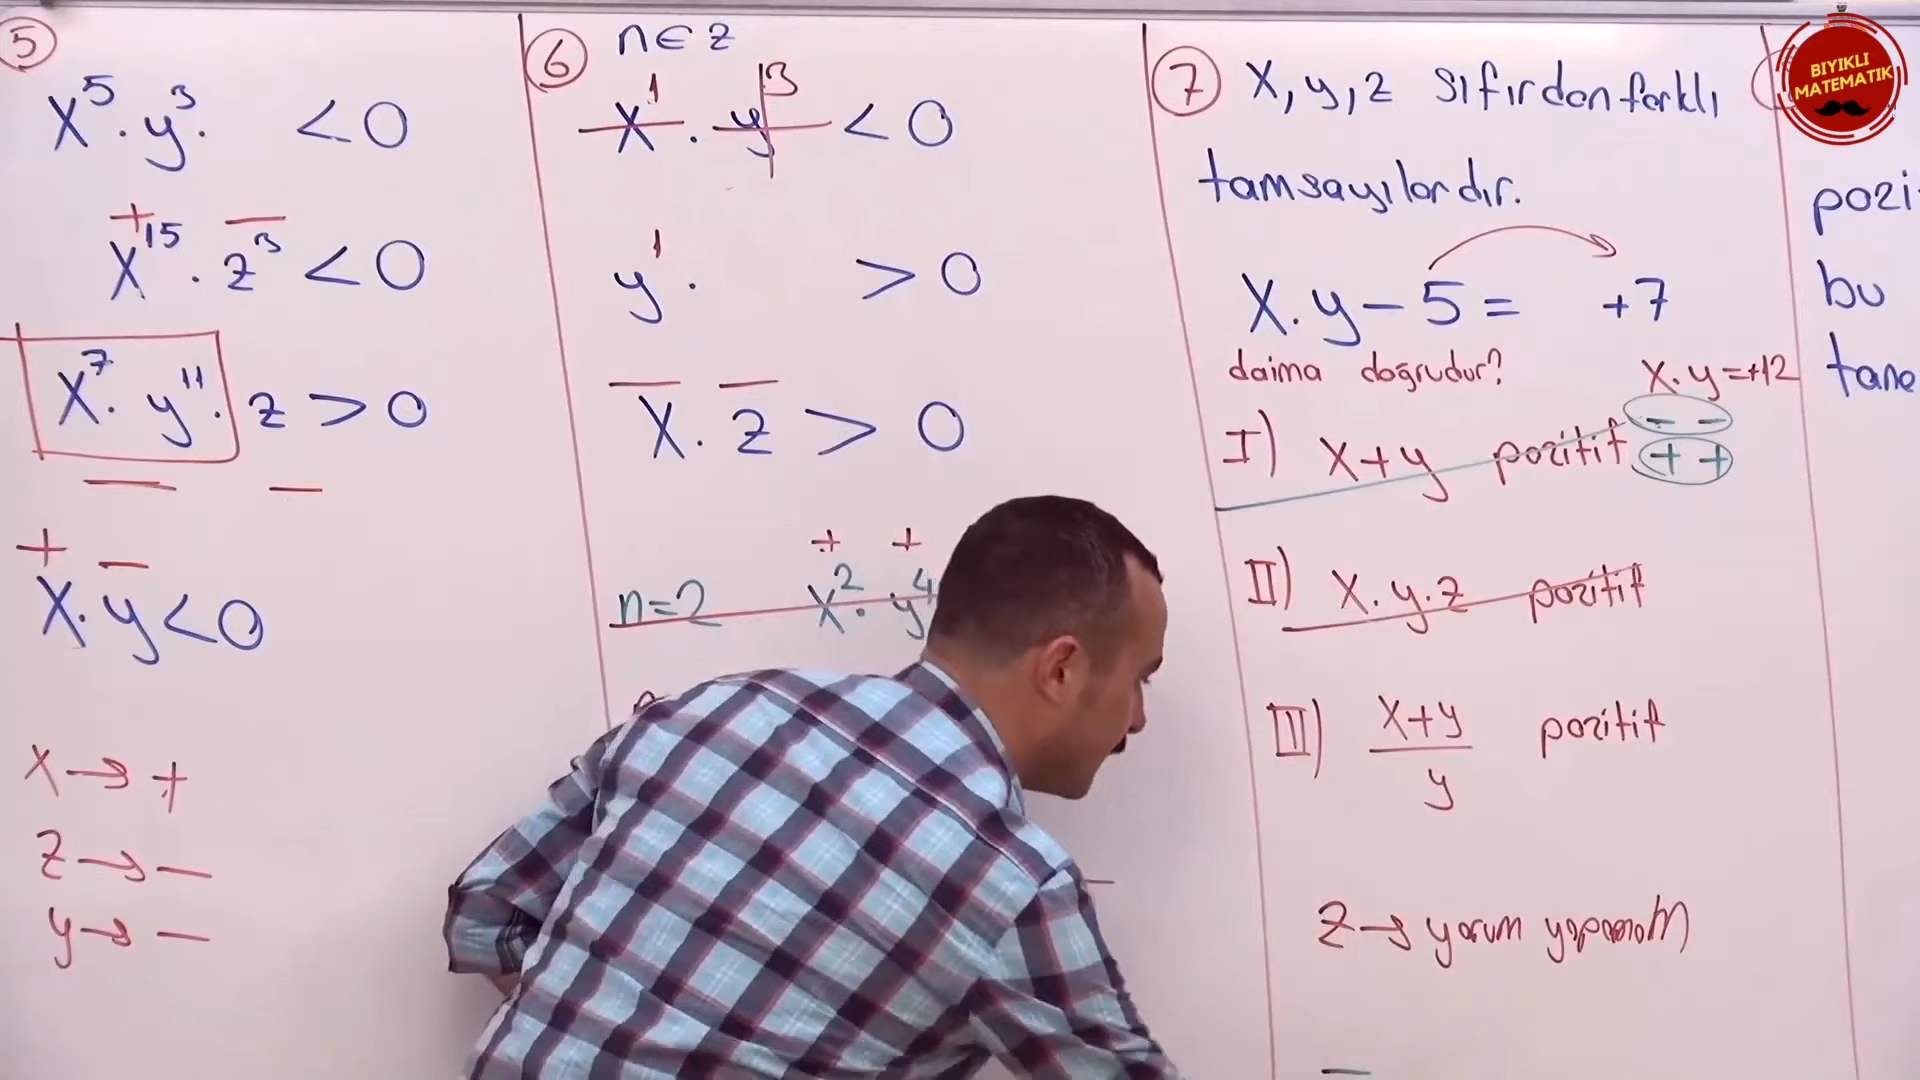 5
x⁵ . y³ . < 0
+ −
x¹⁵ . z³ < 0
x⁷ . y¹¹ . z > 0
− −
+ −
x . y < 0
x → +
z → −
y → −
6 n ∈ z
x¹ . y³ < 0
y¹ . > 0
− −
x . z > 0
+ +
n=2 x² . y⁴
7 x, y, z sıfırdan farklı
tamsayılardır.
x . y − 5 = +7
daima doğrudur? x . y = +12
− −
I) x+y pozitif + +
II) x . y . z pozitif
III) x+y / y pozitif
z → yorum yapamam
pozi
bu
tane
BIYIKLI
MATEMATİK